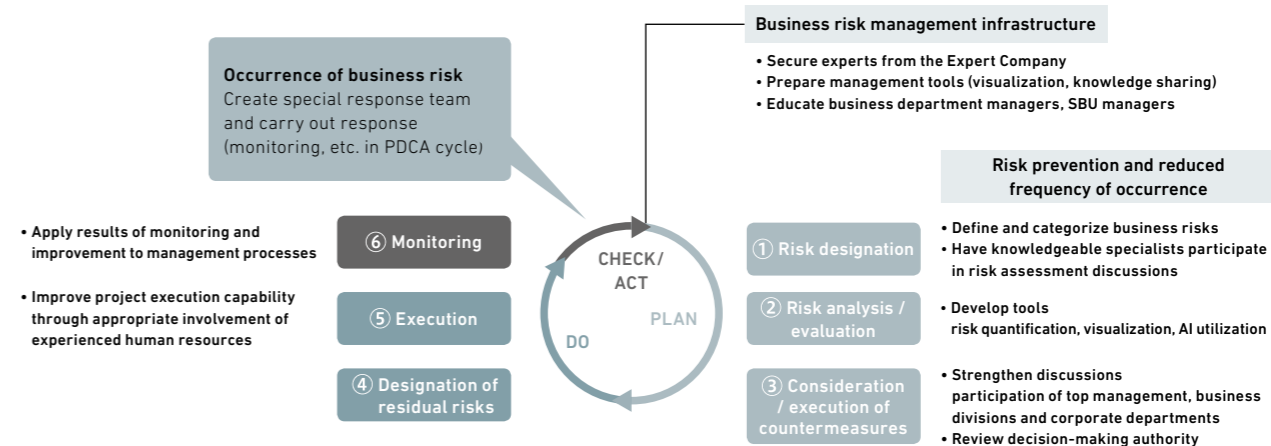 Business risk management infrastructure
• Secure experts from the Expert Company
• Prepare management tools (visualization, knowledge sharing)
• Educate business department managers, SBU managers
Occurrence of business risk
Create special response team
and carry out response
(monitoring, etc. in PDCA cycle)
Risk prevention and reduced
frequency of occurrence
• Apply results of monitoring and
improvement to management processes
⑥ Monitoring
• Improve project execution capability
through appropriate involvement of
experienced human resources
⑤ Execution
④ Designation of
residual risks
CHECK/
ACT
PLAN
DO
① Risk designation
• Define and categorize business risks
• Have knowledgeable specialists participate
in risk assessment discussions
② Risk analysis /
evaluation
• Develop tools
risk quantification, visualization, AI utilization
③ Consideration
/ execution of
countermeasures
• Strengthen discussions
participation of top management, business
divisions and corporate departments
• Review decision-making authority